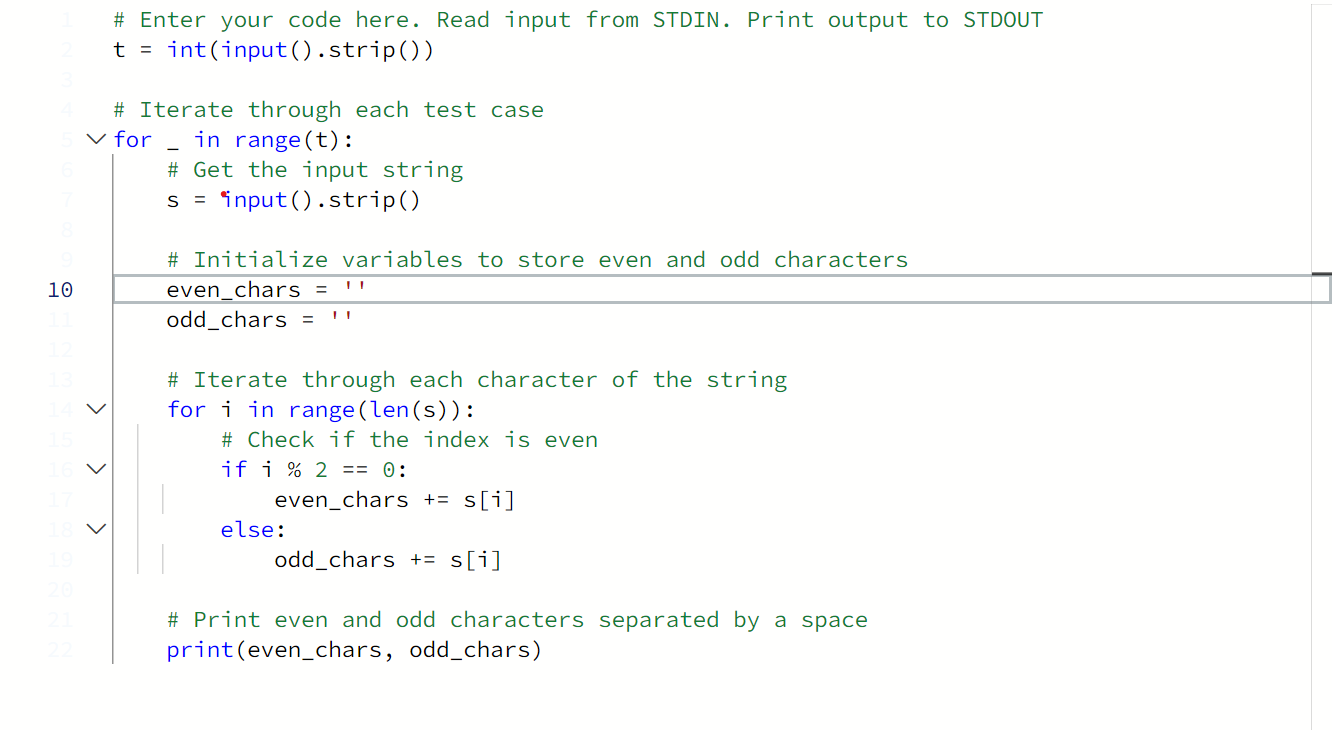 1 # Enter your code here. Read input from STDIN. Print output to STDOUT
2 t = int(input().strip())
3
4 # Iterate through each test case
5 for _ in range(t):
6     # Get the input string
7     s = input().strip()
8
9     # Initialize variables to store even and odd characters
10     even_chars = ''
11     odd_chars = ''
12
13     # Iterate through each character of the string
14     for i in range(len(s)):
15         # Check if the index is even
16         if i % 2 == 0:
17             even_chars += s[i]
18         else:
19             odd_chars += s[i]
20
21     # Print even and odd characters separated by a space
22     print(even_chars, odd_chars)